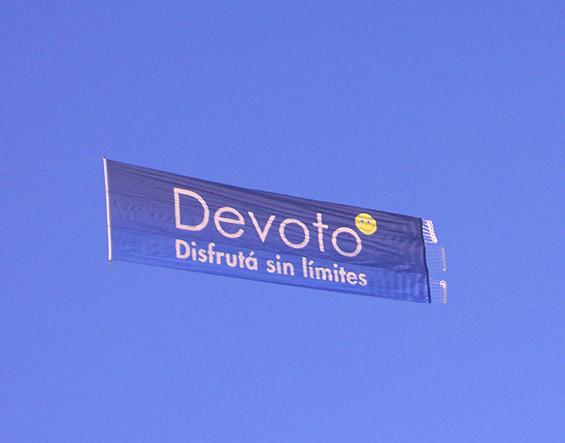 Devoto
Disfrutá sin límites